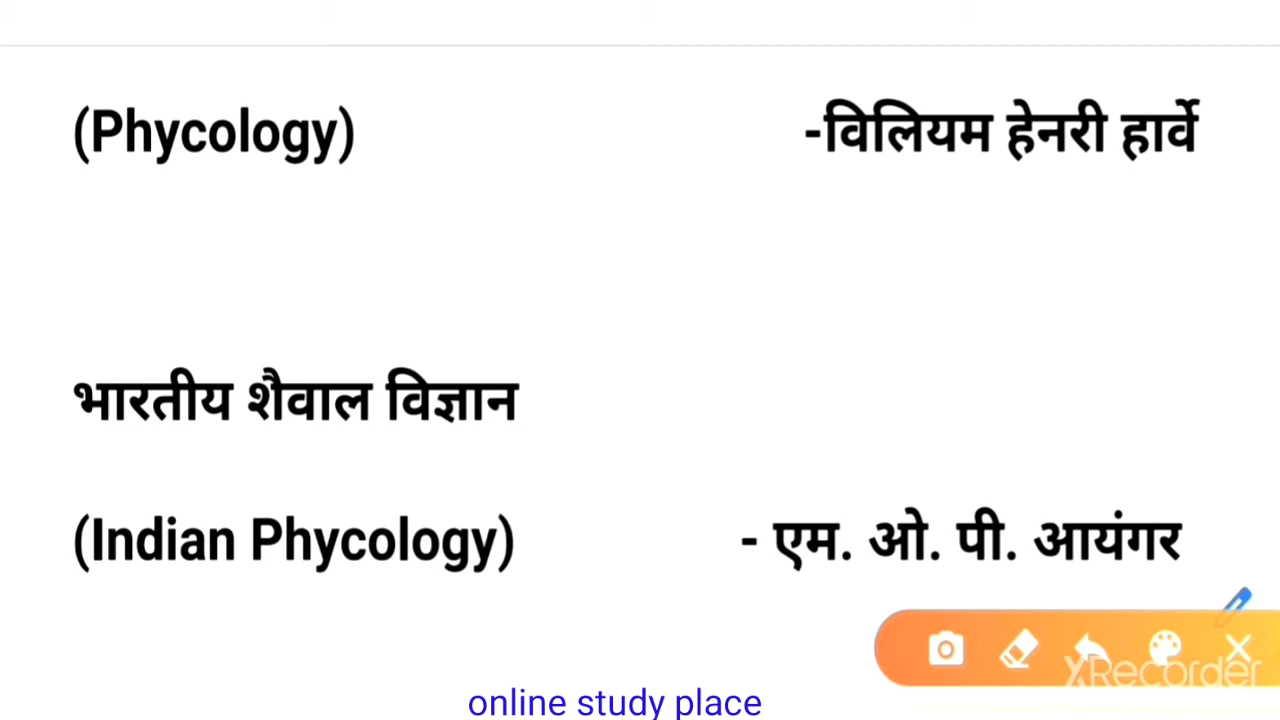 (Phycology) -विलियम हेनरी हार्वे
भारतीय शैवाल विज्ञान
(Indian Phycology) - एम. ओ. पी. आयंगर
XRecorder
online study place